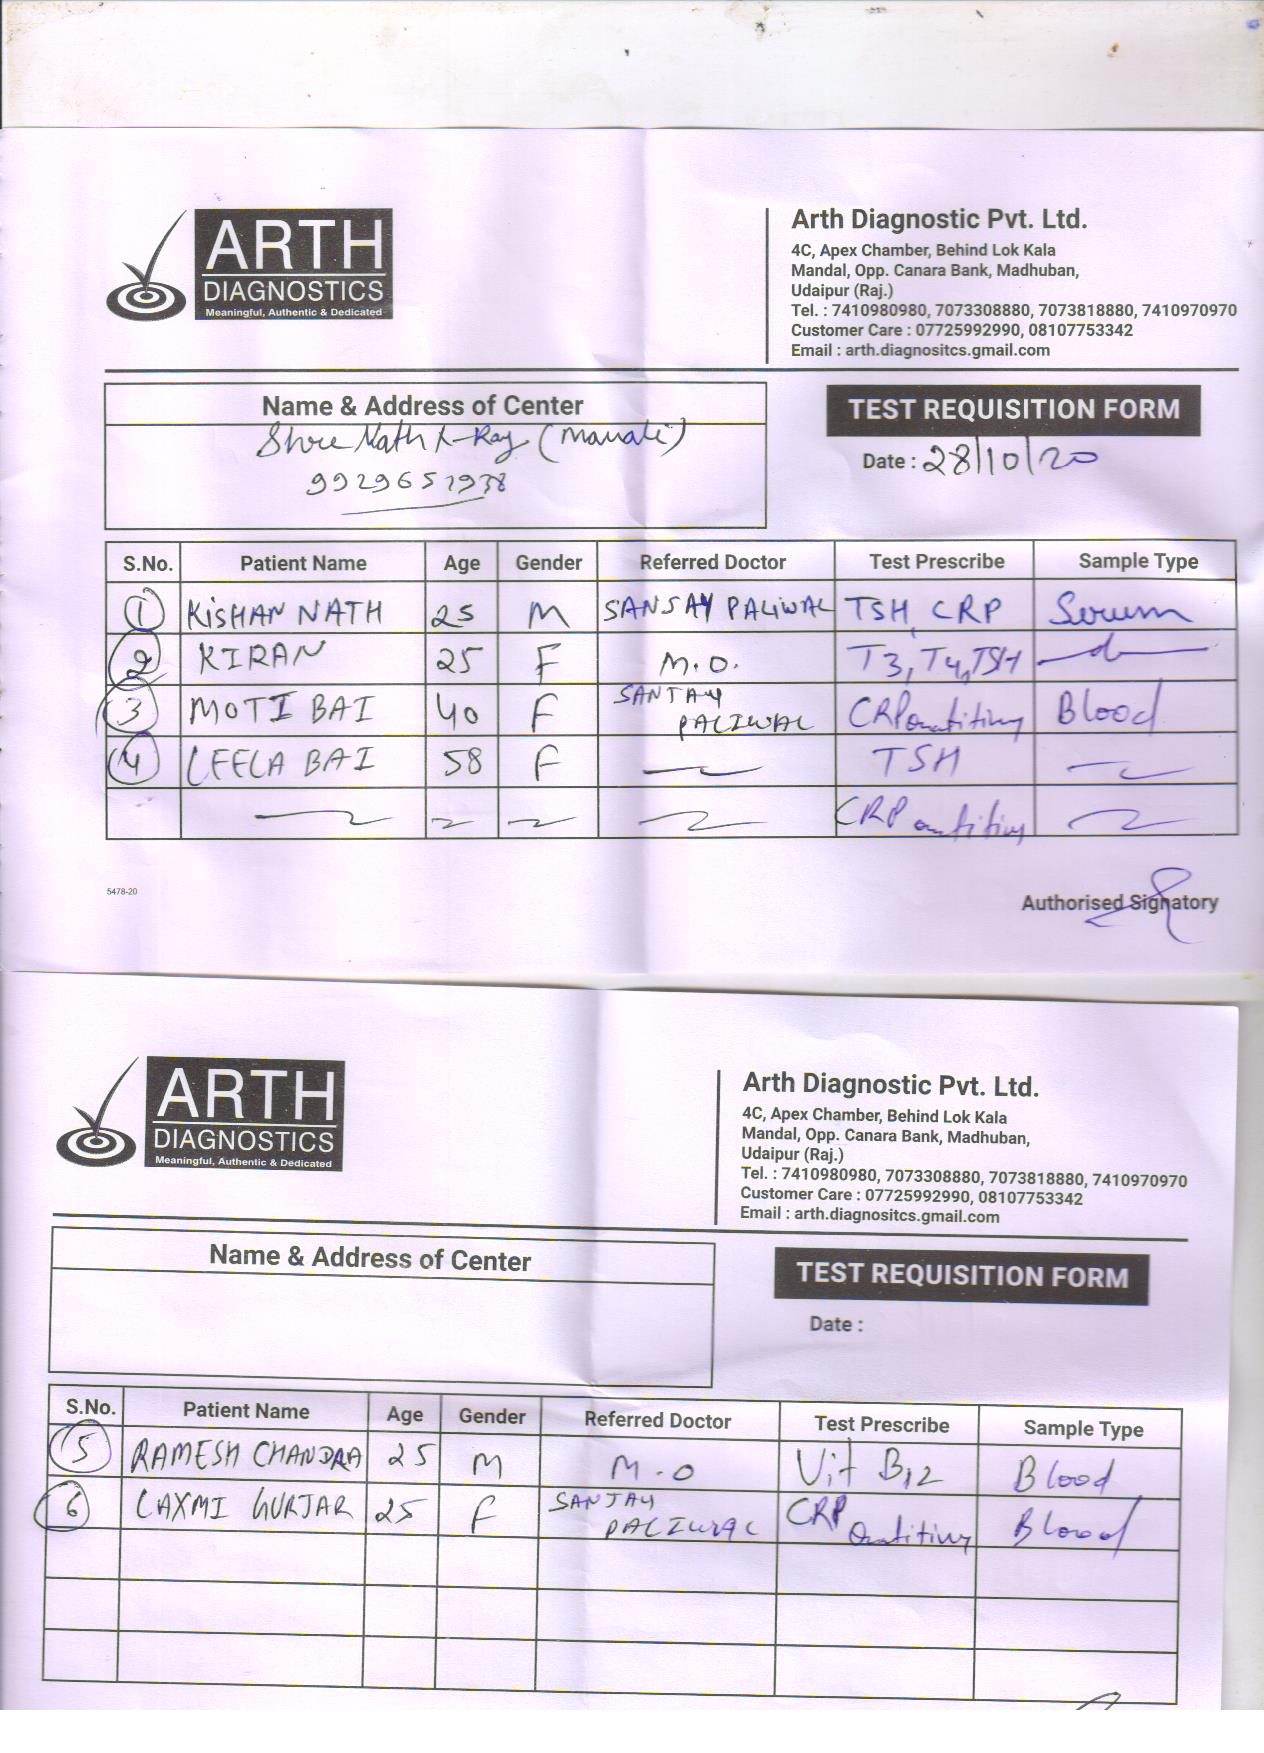 ARTH
DIAGNOSTICS
Meaningful, Authentic & Dedicated
Arth Diagnostic Pvt. Ltd.
4C, Apex Chamber, Behind Lok Kala
Mandal, Opp. Canara Bank, Madhuban,
Udaipur (Raj.)
Tel. : 7410980980, 7073308880, 7073818880, 7410970970
Customer Care : 07725992990, 08107753342
Email : arth.diagnositcs.gmail.com
Name & Address of Center
Shree Nath X-Ray
TEST REQUISITION FORM
Date : 28/10/20
S.No. Patient Name Age Gender Referred Doctor Test Prescribe Sample Type
1 KISHAN NATH 25 M SANJAY PALIWAL TSH, CRP Serum
2 KIRAN 25 F M.O. T3, T4, TSH
3 MOTI BAI 40 F SANJAY PALIWAL CRP Blood
4 LEELA BAI 58 F TSH
CRP
5478-20
Authorised Signatory
ARTH
DIAGNOSTICS
Meaningful, Authentic & Dedicated
Arth Diagnostic Pvt. Ltd.
4C, Apex Chamber, Behind Lok Kala
Mandal, Opp. Canara Bank, Madhuban,
Udaipur (Raj.)
Tel. : 7410980980, 7073308880, 7073818880, 7410970970
Customer Care : 07725992990, 08107753342
Email : arth.diagnositcs.gmail.com
Name & Address of Center
TEST REQUISITION FORM
Date :
S.No. Patient Name Age Gender Referred Doctor Test Prescribe Sample Type
5 RAMESH CHANDRA 25 M M.O Vit B12 Blood
6 LAXMI GURJAR 25 F SANJAY PALIWAL CRP Blood